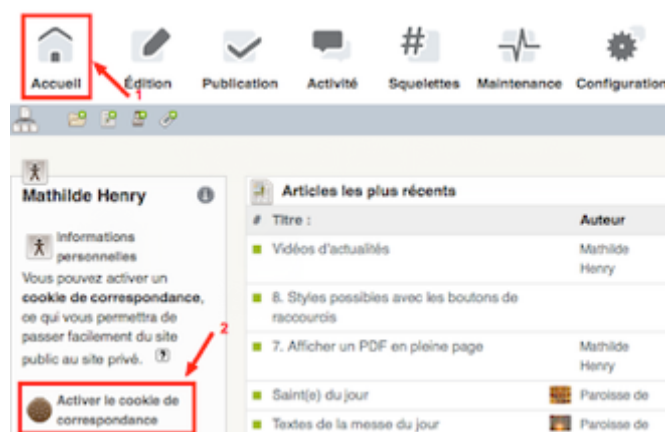 Accueil Édition Publication Activité Squelettes Maintenance Configuration
1
Mathilde Henry
Informations
personnelles
Vous pouvez activer un
cookie de correspondance,
ce qui vous permettra de
passer facilement du site
public au site privé. ?
2
Activer le cookie de
correspondance
Articles les plus récents
# Titre : Auteur
Vidéos d'actualités Mathilde
Henry
8. Styles possibles avec les boutons de
raccourcis
7. Afficher un PDF en pleine page Mathilde
Henry
Saint(e) du jour Paroisse de
Textes de la messe du jour Paroisse de